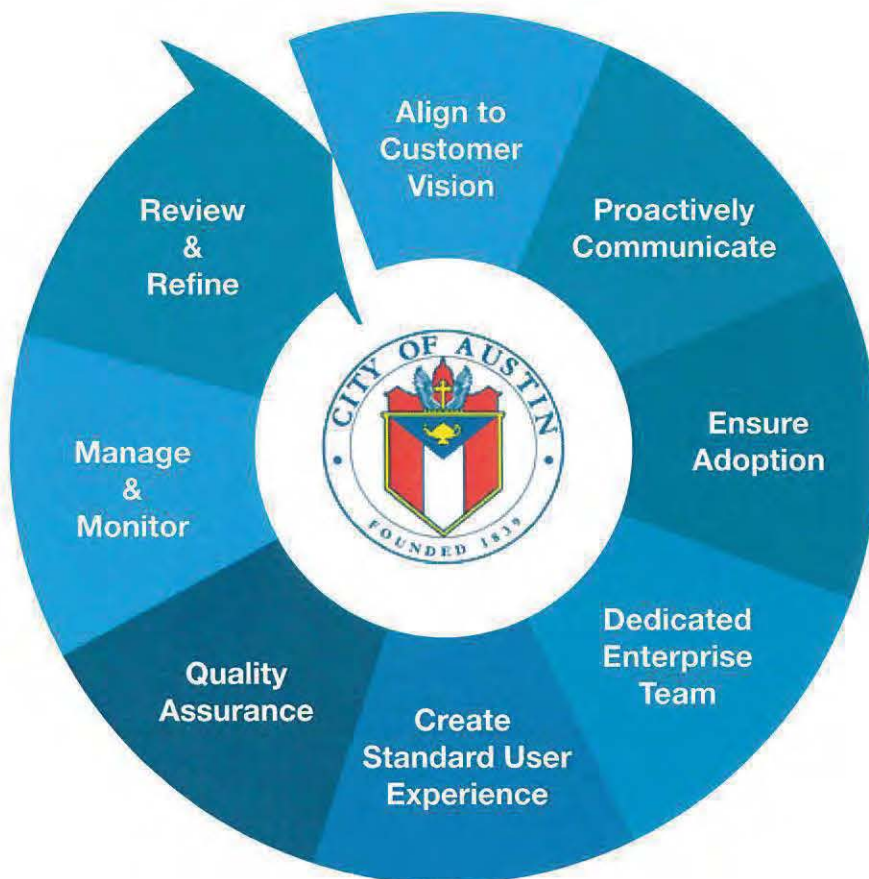 Align to
Customer
Vision
Proactively
Communicate
Ensure
Adoption
Dedicated
Enterprise
Team
Create
Standard User
Experience
Quality
Assurance
Manage
&
Monitor
Review
&
Refine
CITY OF AUSTIN
FOUNDED 1839